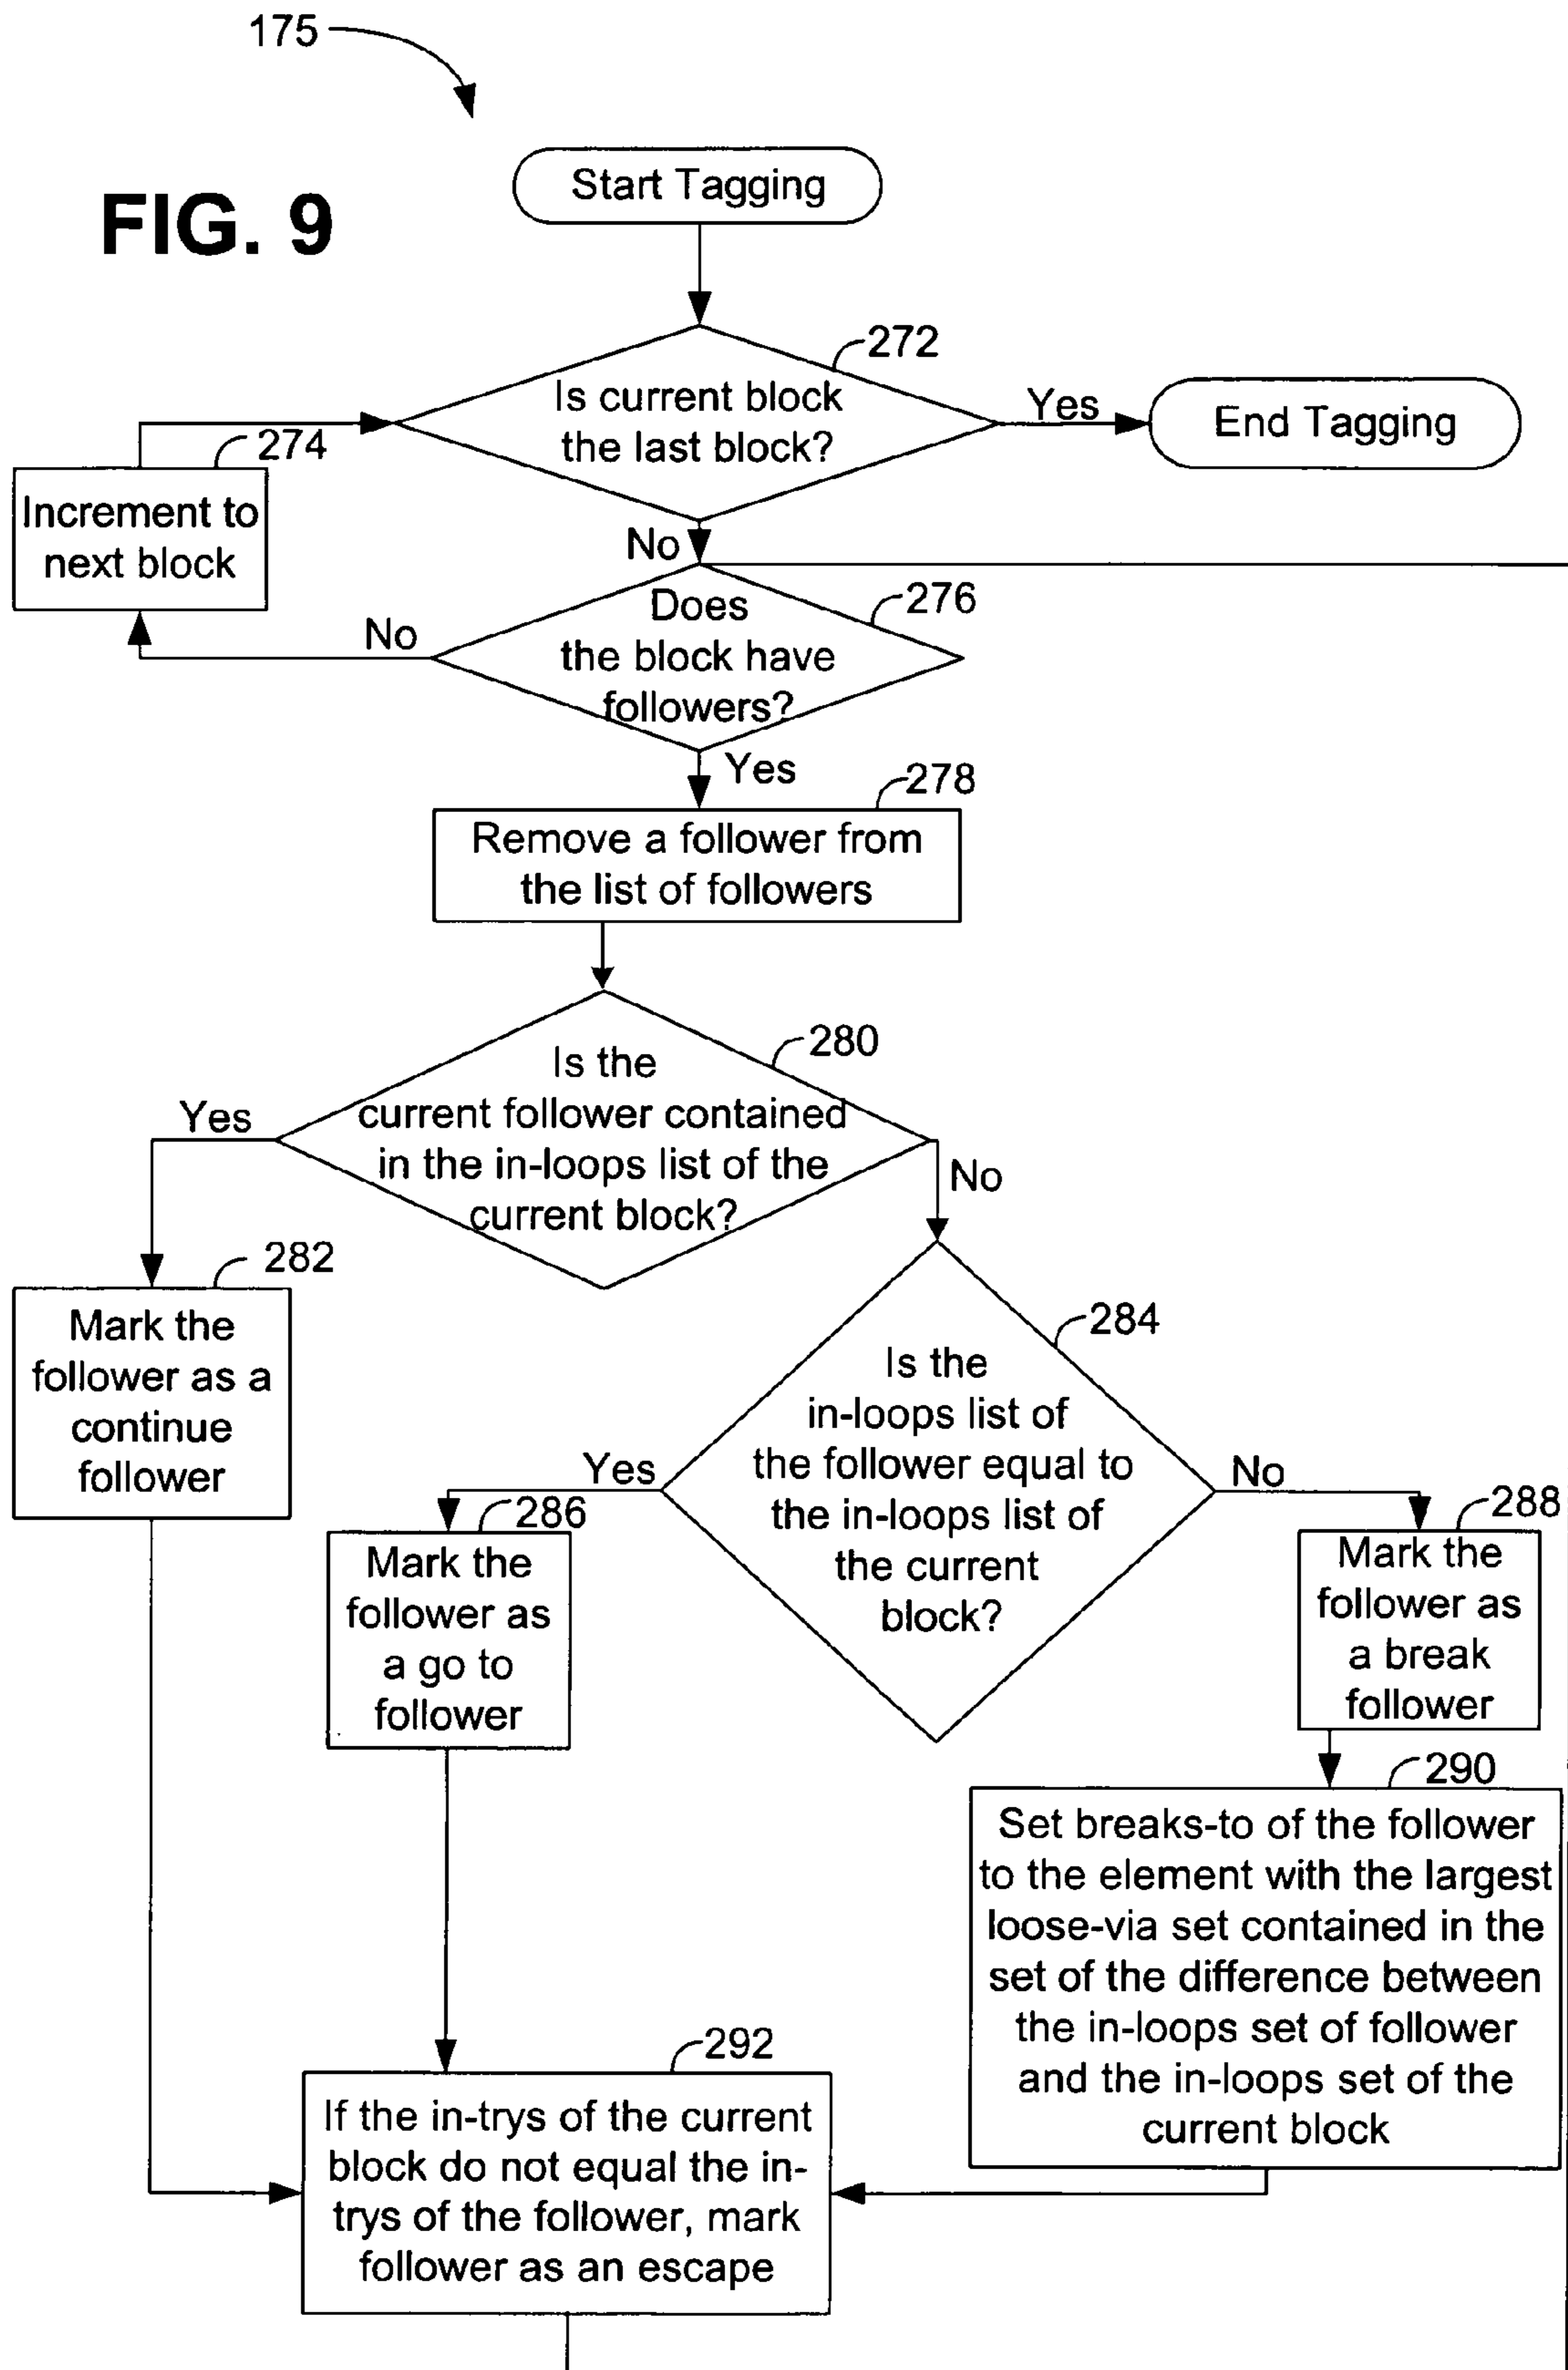 175
FIG. 9
Start Tagging
272
Is current block
the last block?
Yes
End Tagging
274
Increment to
next block
No
276
Does
the block have
followers?
No
Yes
278
Remove a follower from
the list of followers
280
Is the
current follower contained
in the in-loops list of the
current block?
Yes
No
282
Mark the
follower as a
continue
follower
284
Is the
in-loops list of
the follower equal to
the in-loops list of
the current
block?
Yes
No
286
Mark the
follower as
a go to
follower
288
Mark the
follower as
a break
follower
290
Set breaks-to of the follower
to the element with the largest
loose-via set contained in the
set of the difference between
the in-loops set of follower
and the in-loops set of the
current block
292
If the in-trys of the current
block do not equal the in-
trys of the follower, mark
follower as an escape